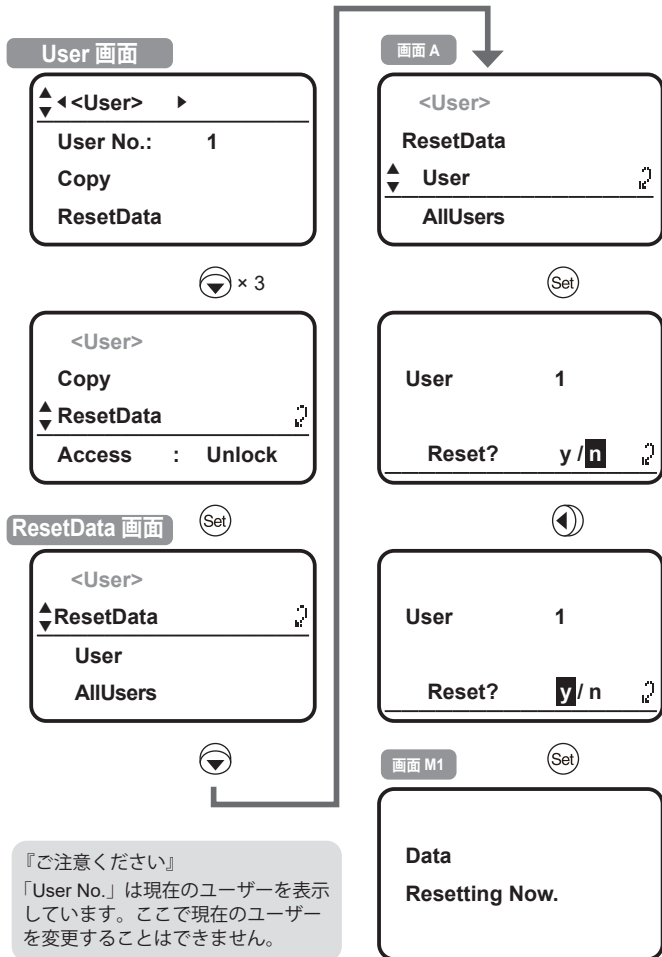 User 画面
<User>
User No.: 1
Copy
ResetData
× 3
<User>
Copy
ResetData
Access : Unlock
Set
ResetData 画面
<User>
ResetData
User
AllUsers
『ご注意ください』
「User No.」は現在のユーザーを表示
しています。ここで現在のユーザー
を変更することはできません。
画面 A
<User>
ResetData
User
AllUsers
Set
User 1
Reset? y / n
User 1
Reset? y / n
Set
画面 M1
Data
Resetting Now.